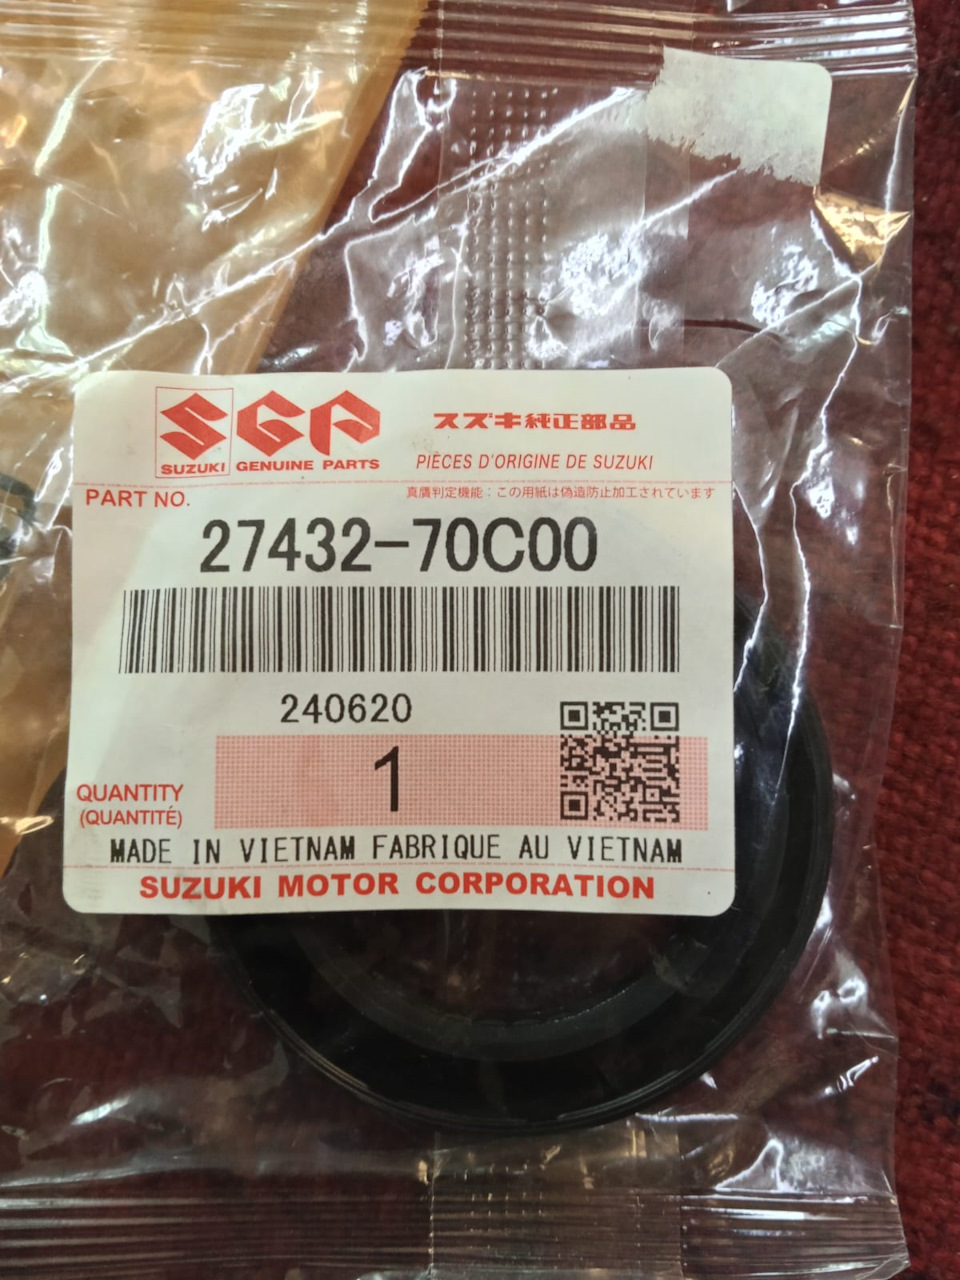 SGP
スズキ純正部品
SUZUKI GENUINE PARTS
PIÈCES D'ORIGINE DE SUZUKI
PART NO.
真贋判定機能：この用紙は偽造防止加工されています
27432-70C00
240620
1
QUANTITY
(QUANTITÉ)
MADE IN VIETNAM FABRIQUE AU VIETNAM
SUZUKI MOTOR CORPORATION